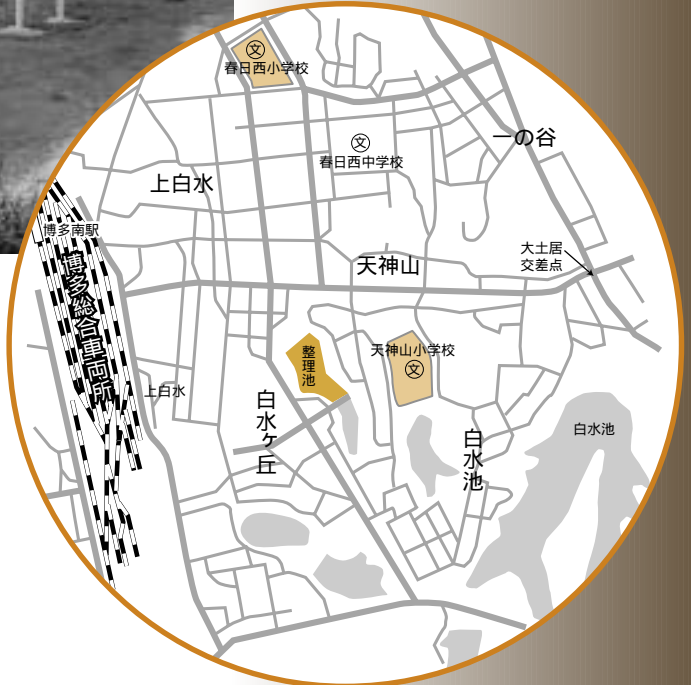 文
春日西小学校
文
春日西中学校
一の谷
上白水
博多南駅
博多総合車両所
天神山
大土居
交差点
整理池
天神山小学校
文
上白水
白水ヶ丘
白水池
白水池